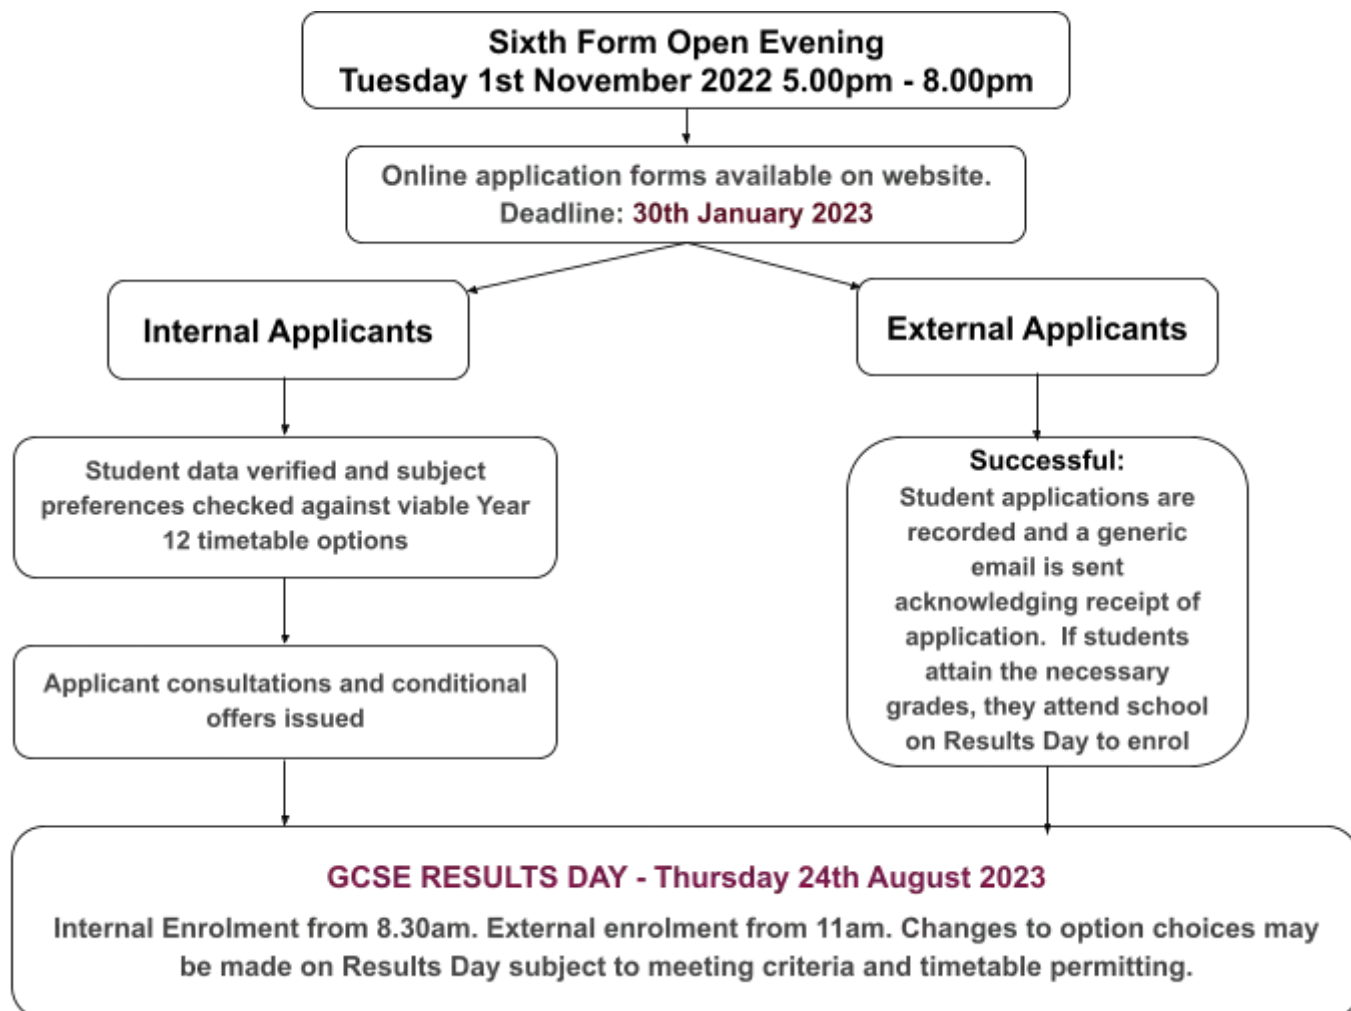 Sixth Form Open Evening
Tuesday 1st November 2022 5.00pm - 8.00pm
Online application forms available on website.
Deadline: 30th January 2023
Internal Applicants
External Applicants
Student data verified and subject
preferences checked against viable Year
12 timetable options
Applicant consultations and conditional
offers issued
Successful:
Student applications are
recorded and a generic
email is sent
acknowledging receipt of
application.  If students
attain the necessary
grades, they attend school
on Results Day to enrol
GCSE RESULTS DAY - Thursday 24th August 2023
Internal Enrolment from 8.30am. External enrolment from 11am. Changes to option choices may
be made on Results Day subject to meeting criteria and timetable permitting.